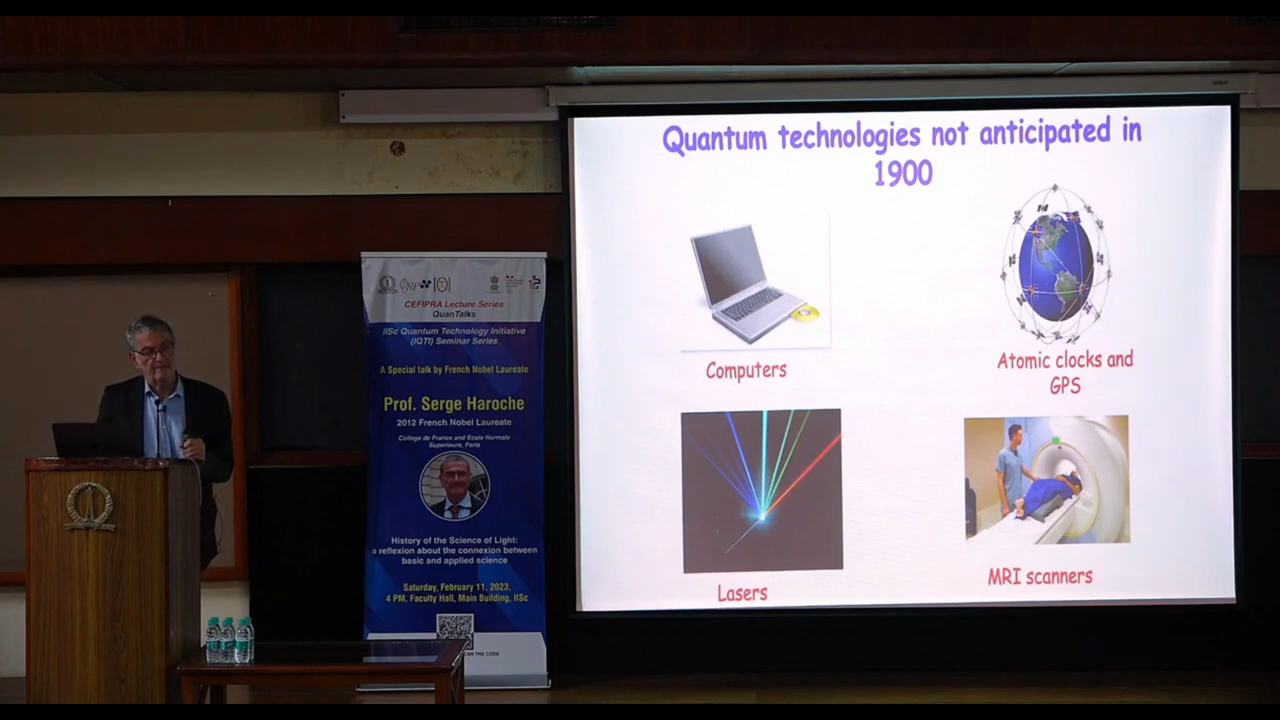 Quantum technologies not anticipated in
1900
Computers
Atomic clocks and
GPS
Lasers
MRI scanners
CEFIPRA Lecture Series
QuanTalks
IISc Quantum Technology Initiative
(IQTI) Seminar Series
A Special talk by French Nobel Laureate
Prof. Serge Haroche
2012 French Nobel Laureate
College de France and Ecole Normale
Superieure, Paris
History of the Science of Light:
a reflexion about the connexion between
basic and applied science
Saturday, February 11, 2023,
4 PM, Faculty Hall, Main Building, IISc
CAN THE CODE